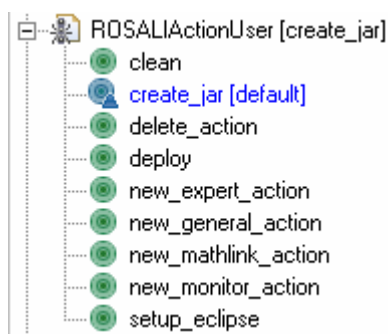 ROSALIActionUser [create_jar]
clean
create_jar [default]
delete_action
deploy
new_expert_action
new_general_action
new_mathlink_action
new_monitor_action
setup_eclipse